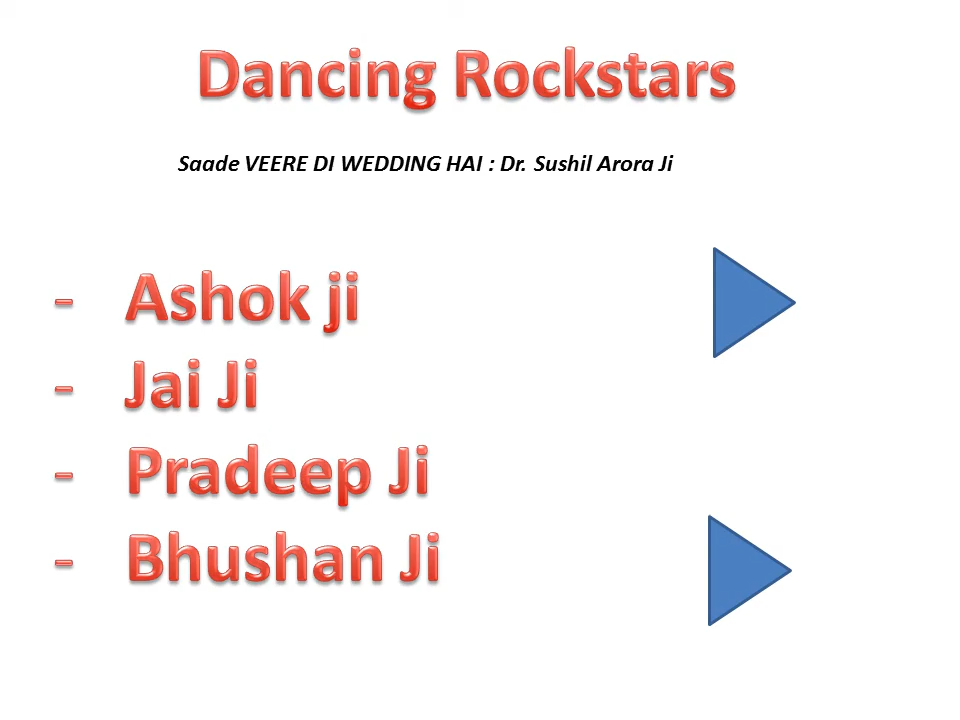 Dancing Rockstars
Saade VEERE DI WEDDING HAI : Dr. Sushil Arora Ji
- Ashok ji
- Jai Ji
- Pradeep Ji
- Bhushan Ji